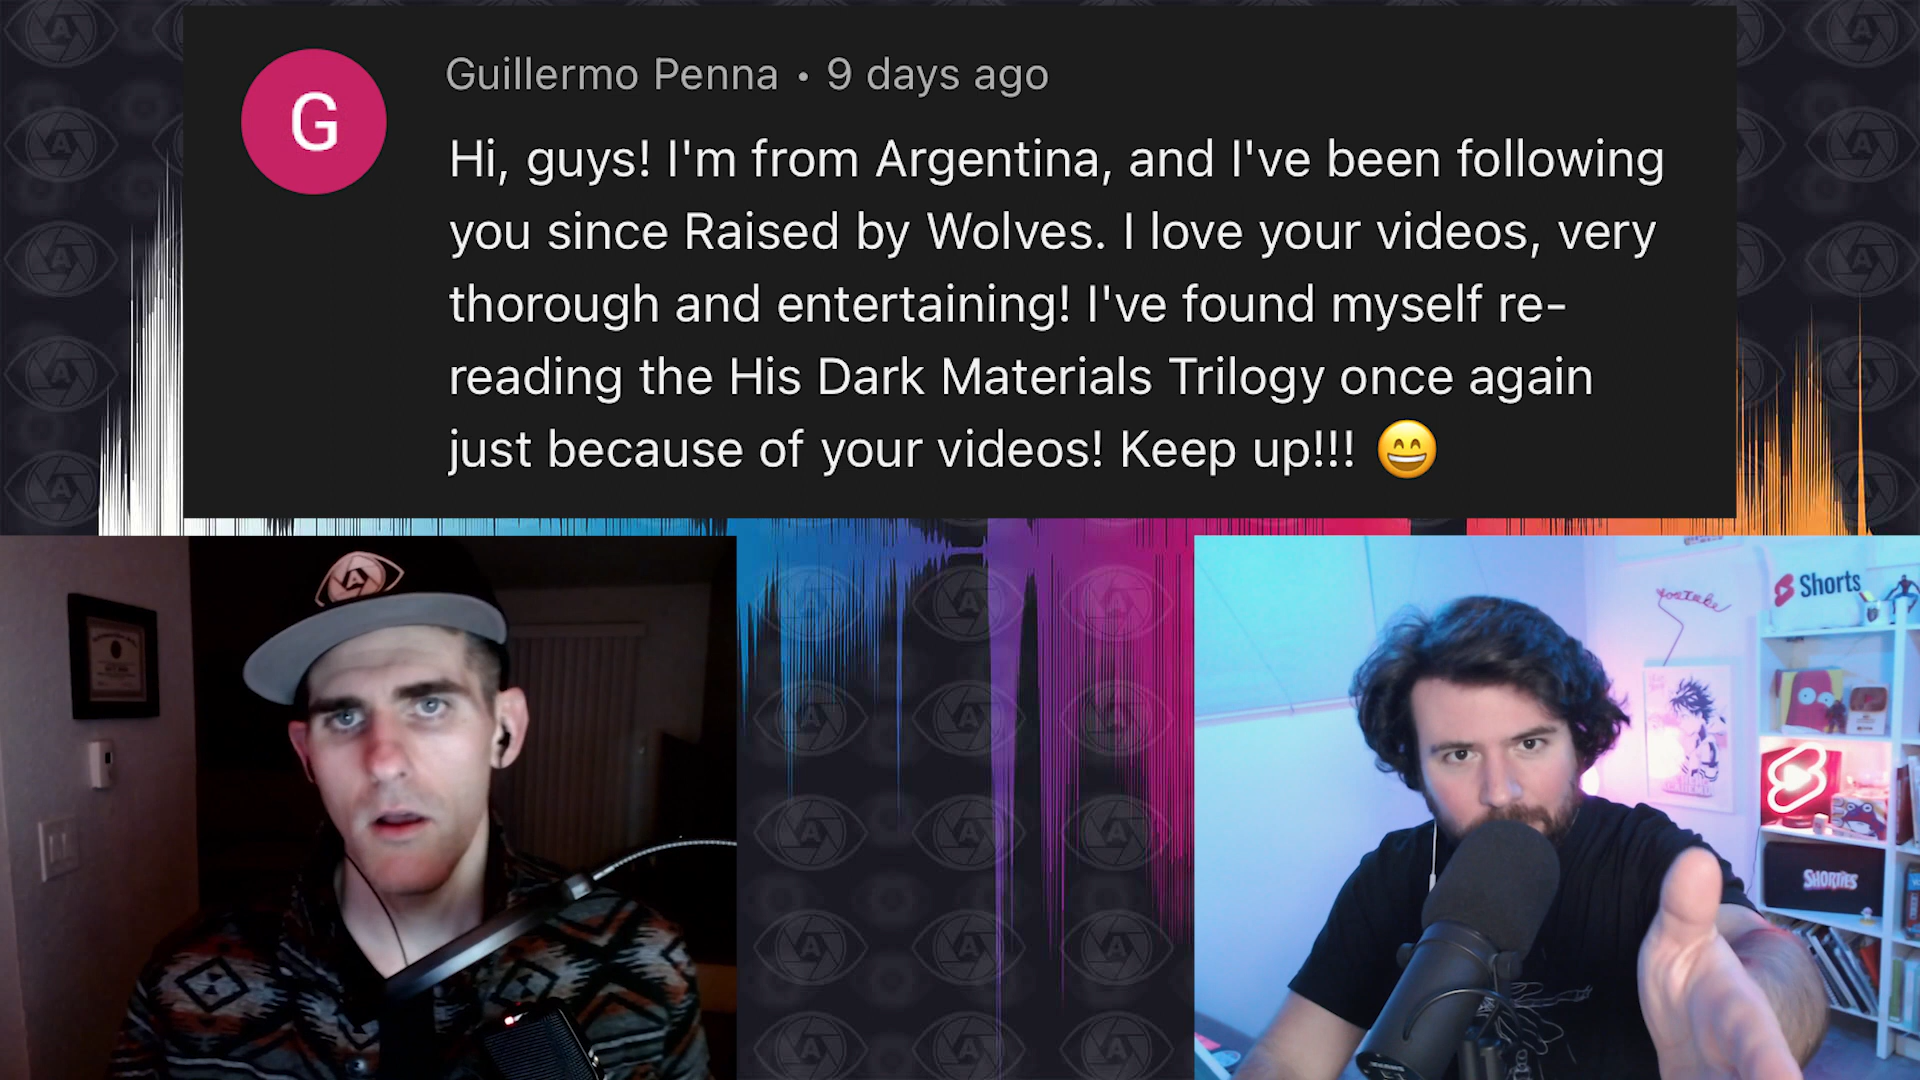 G
Guillermo Penna • 9 days ago
Hi, guys! I'm from Argentina, and I've been following
you since Raised by Wolves. I love your videos, very
thorough and entertaining! I've found myself re-
reading the His Dark Materials Trilogy once again
just because of your videos! Keep up!!! 😄
A
youtube
Shorts
SHORTIES